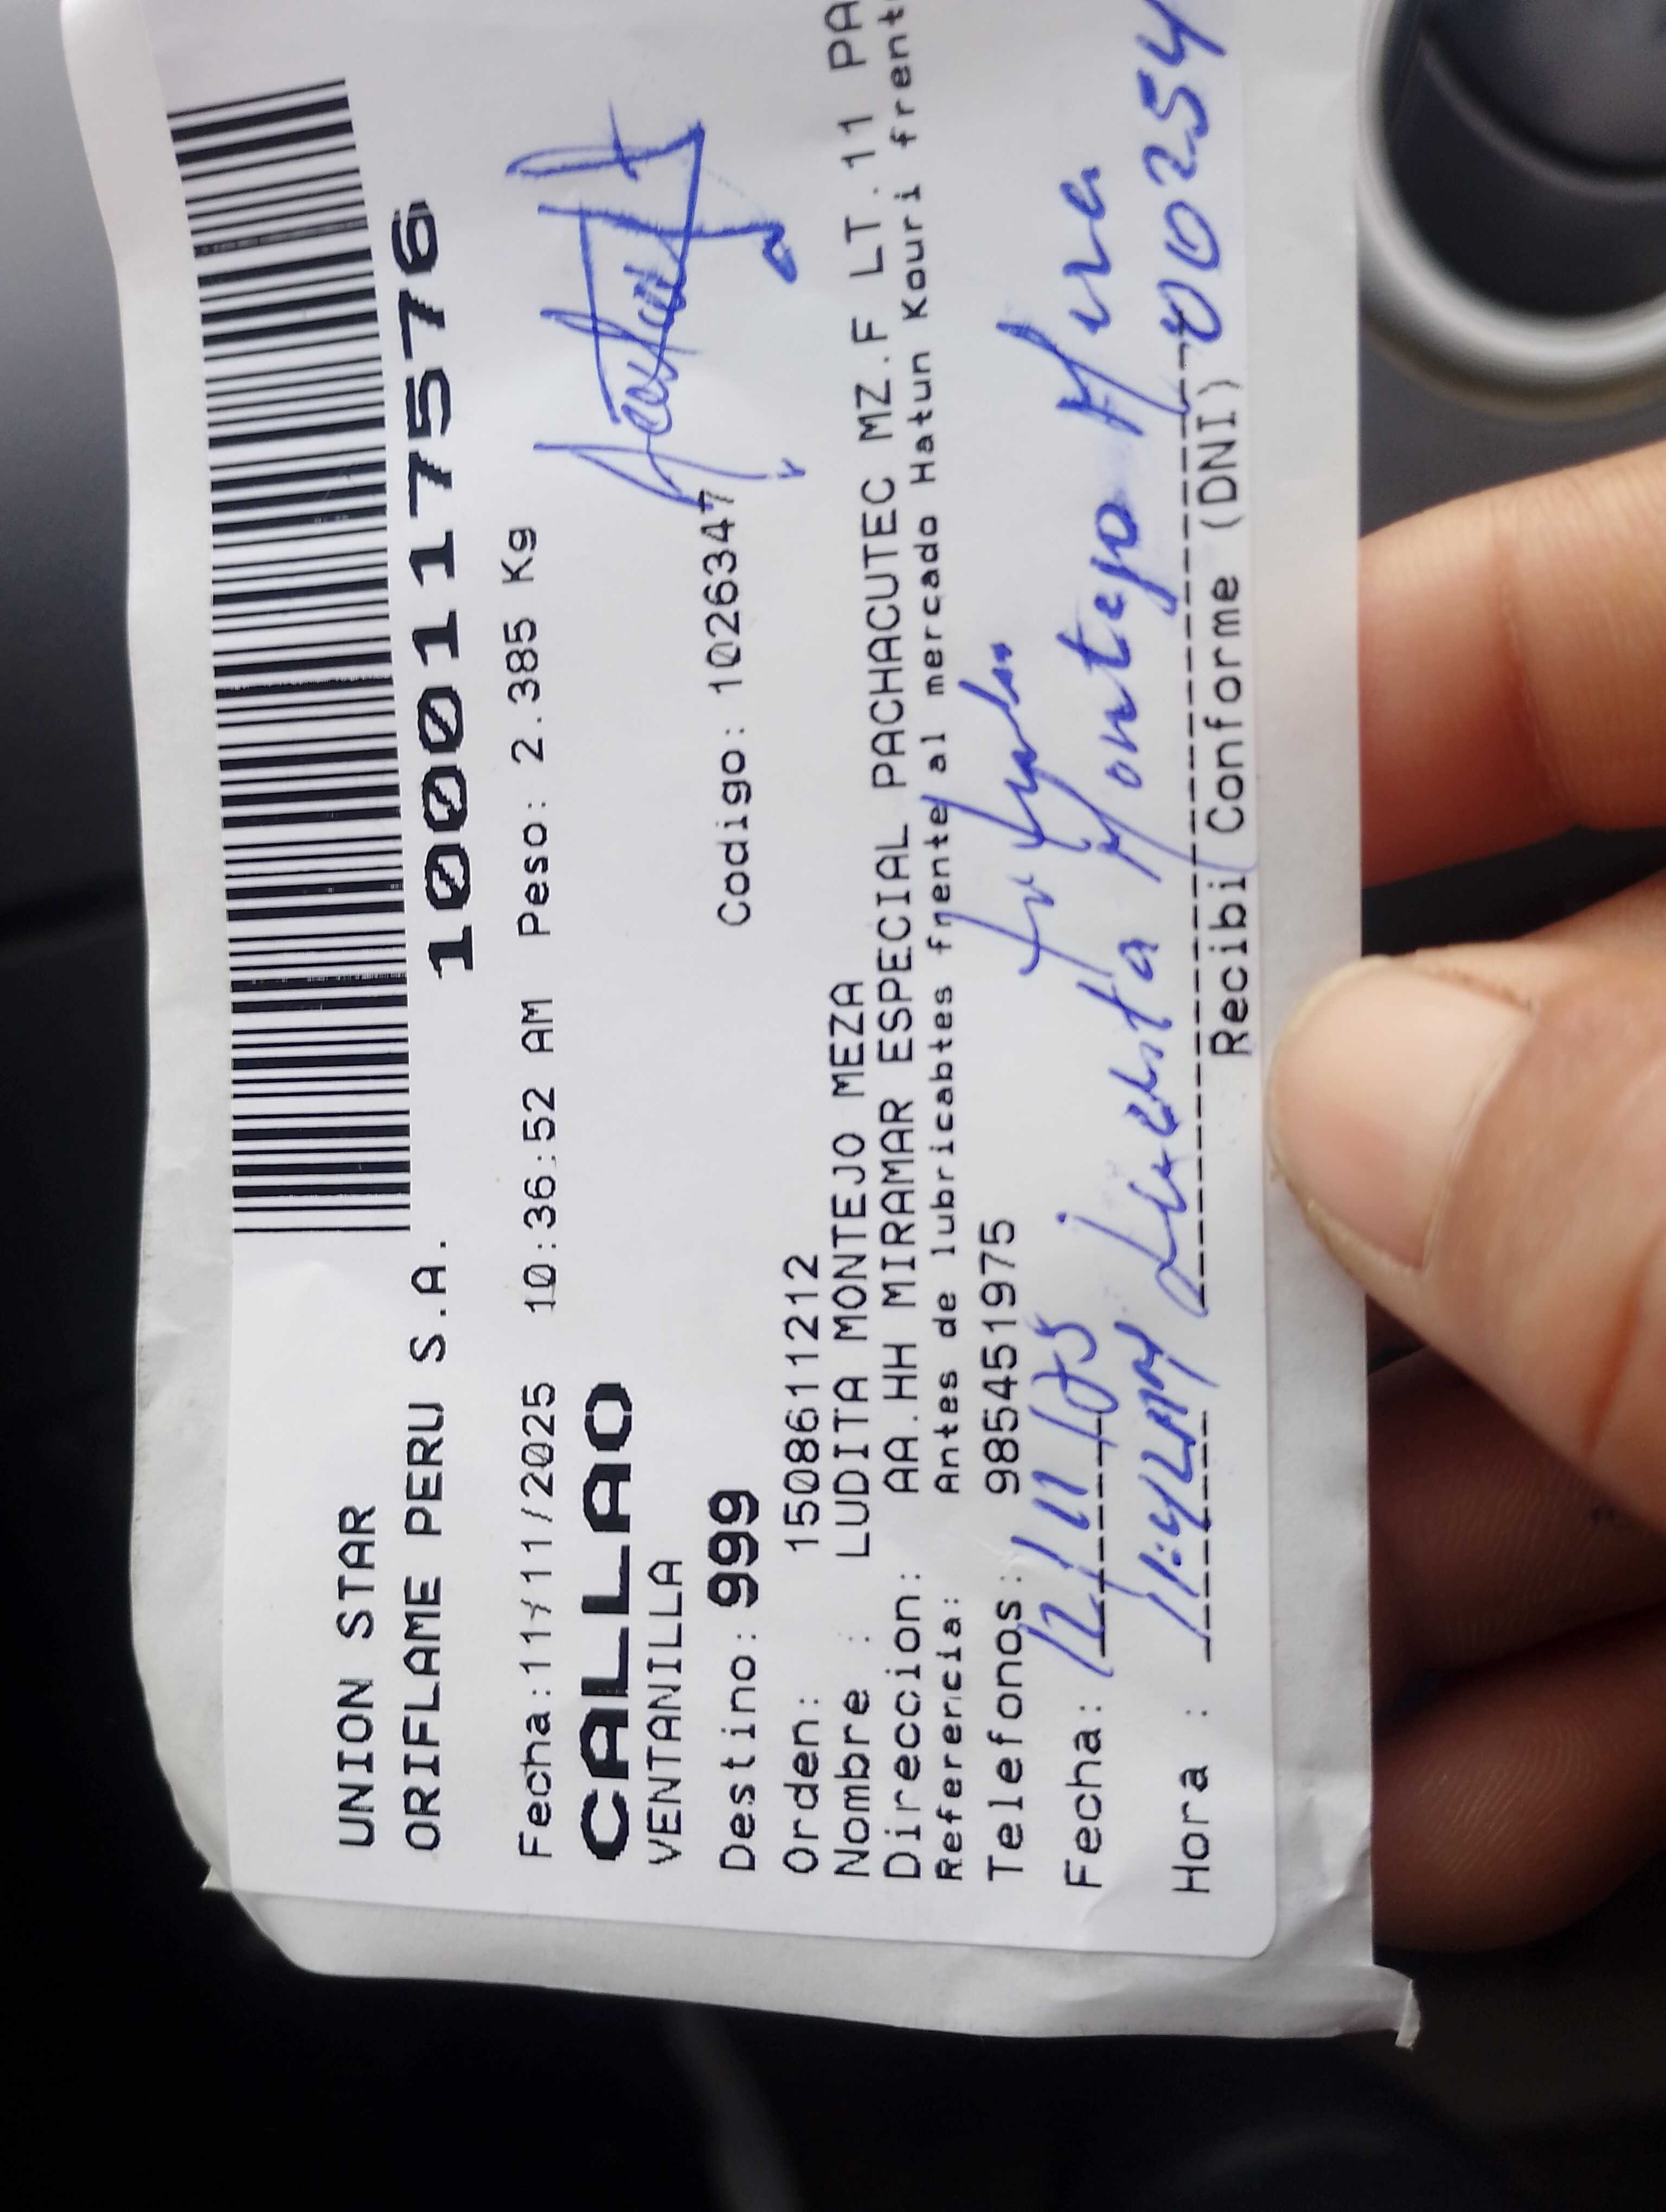 UNION STAR
ORIFLAME PERU S.A.
1000117576
Fecha:11/11/2025 10:36:52 AM Peso: 2.385 Kg
CALLAO
VENTANILLA
Destino: 999 Codigo: 1026347
Orden: 1508611212
Nombre : LUDITA MONTEJO MEZA
Direccion: AA.HH MIRAMAR ESPECIAL PACHACUTEC MZ.F LT.11 PA
Referencia: Antes de lubricabtes frente al mercado Hatun Kouri frent
Telefonos: 985451975
Fecha: 12/11/25
Hora : Montejo
Recibi Conforme (DNI)